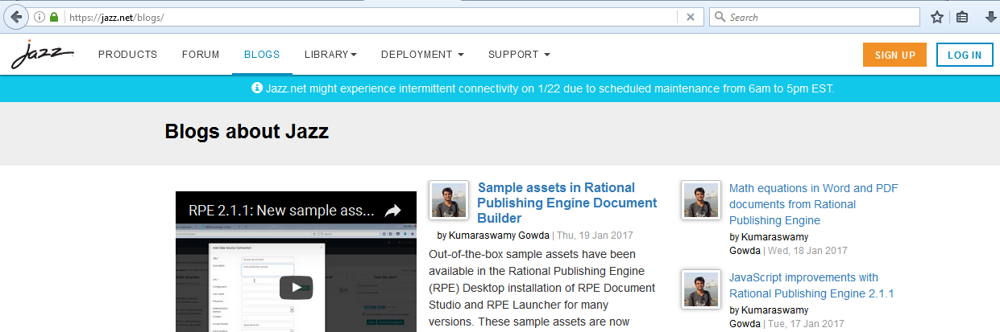 https://jazz.net/blogs/
Search
jazz
PRODUCTS
FORUM
BLOGS
LIBRARY
DEPLOYMENT
SUPPORT
SIGN UP
LOG IN
Jazz.net might experience intermittent connectivity on 1/22 due to scheduled maintenance from 6am to 5pm EST.
Blogs about Jazz
RPE 2.1.1: New sample ass...
Sample assets in Rational
Publishing Engine Document
Builder
by Kumaraswamy Gowda | Thu, 19 Jan 2017
Out-of-the-box sample assets have been
available in the Rational Publishing Engine
(RPE) Desktop installation of RPE Document
Studio and RPE Launcher for many
versions. These sample assets are now
Math equations in Word and PDF
documents from Rational
Publishing Engine
by Kumaraswamy
Gowda | Wed, 18 Jan 2017
JavaScript improvements with
Rational Publishing Engine 2.1.1
by Kumaraswamy
Gowda | Tue, 17 Jan 2017